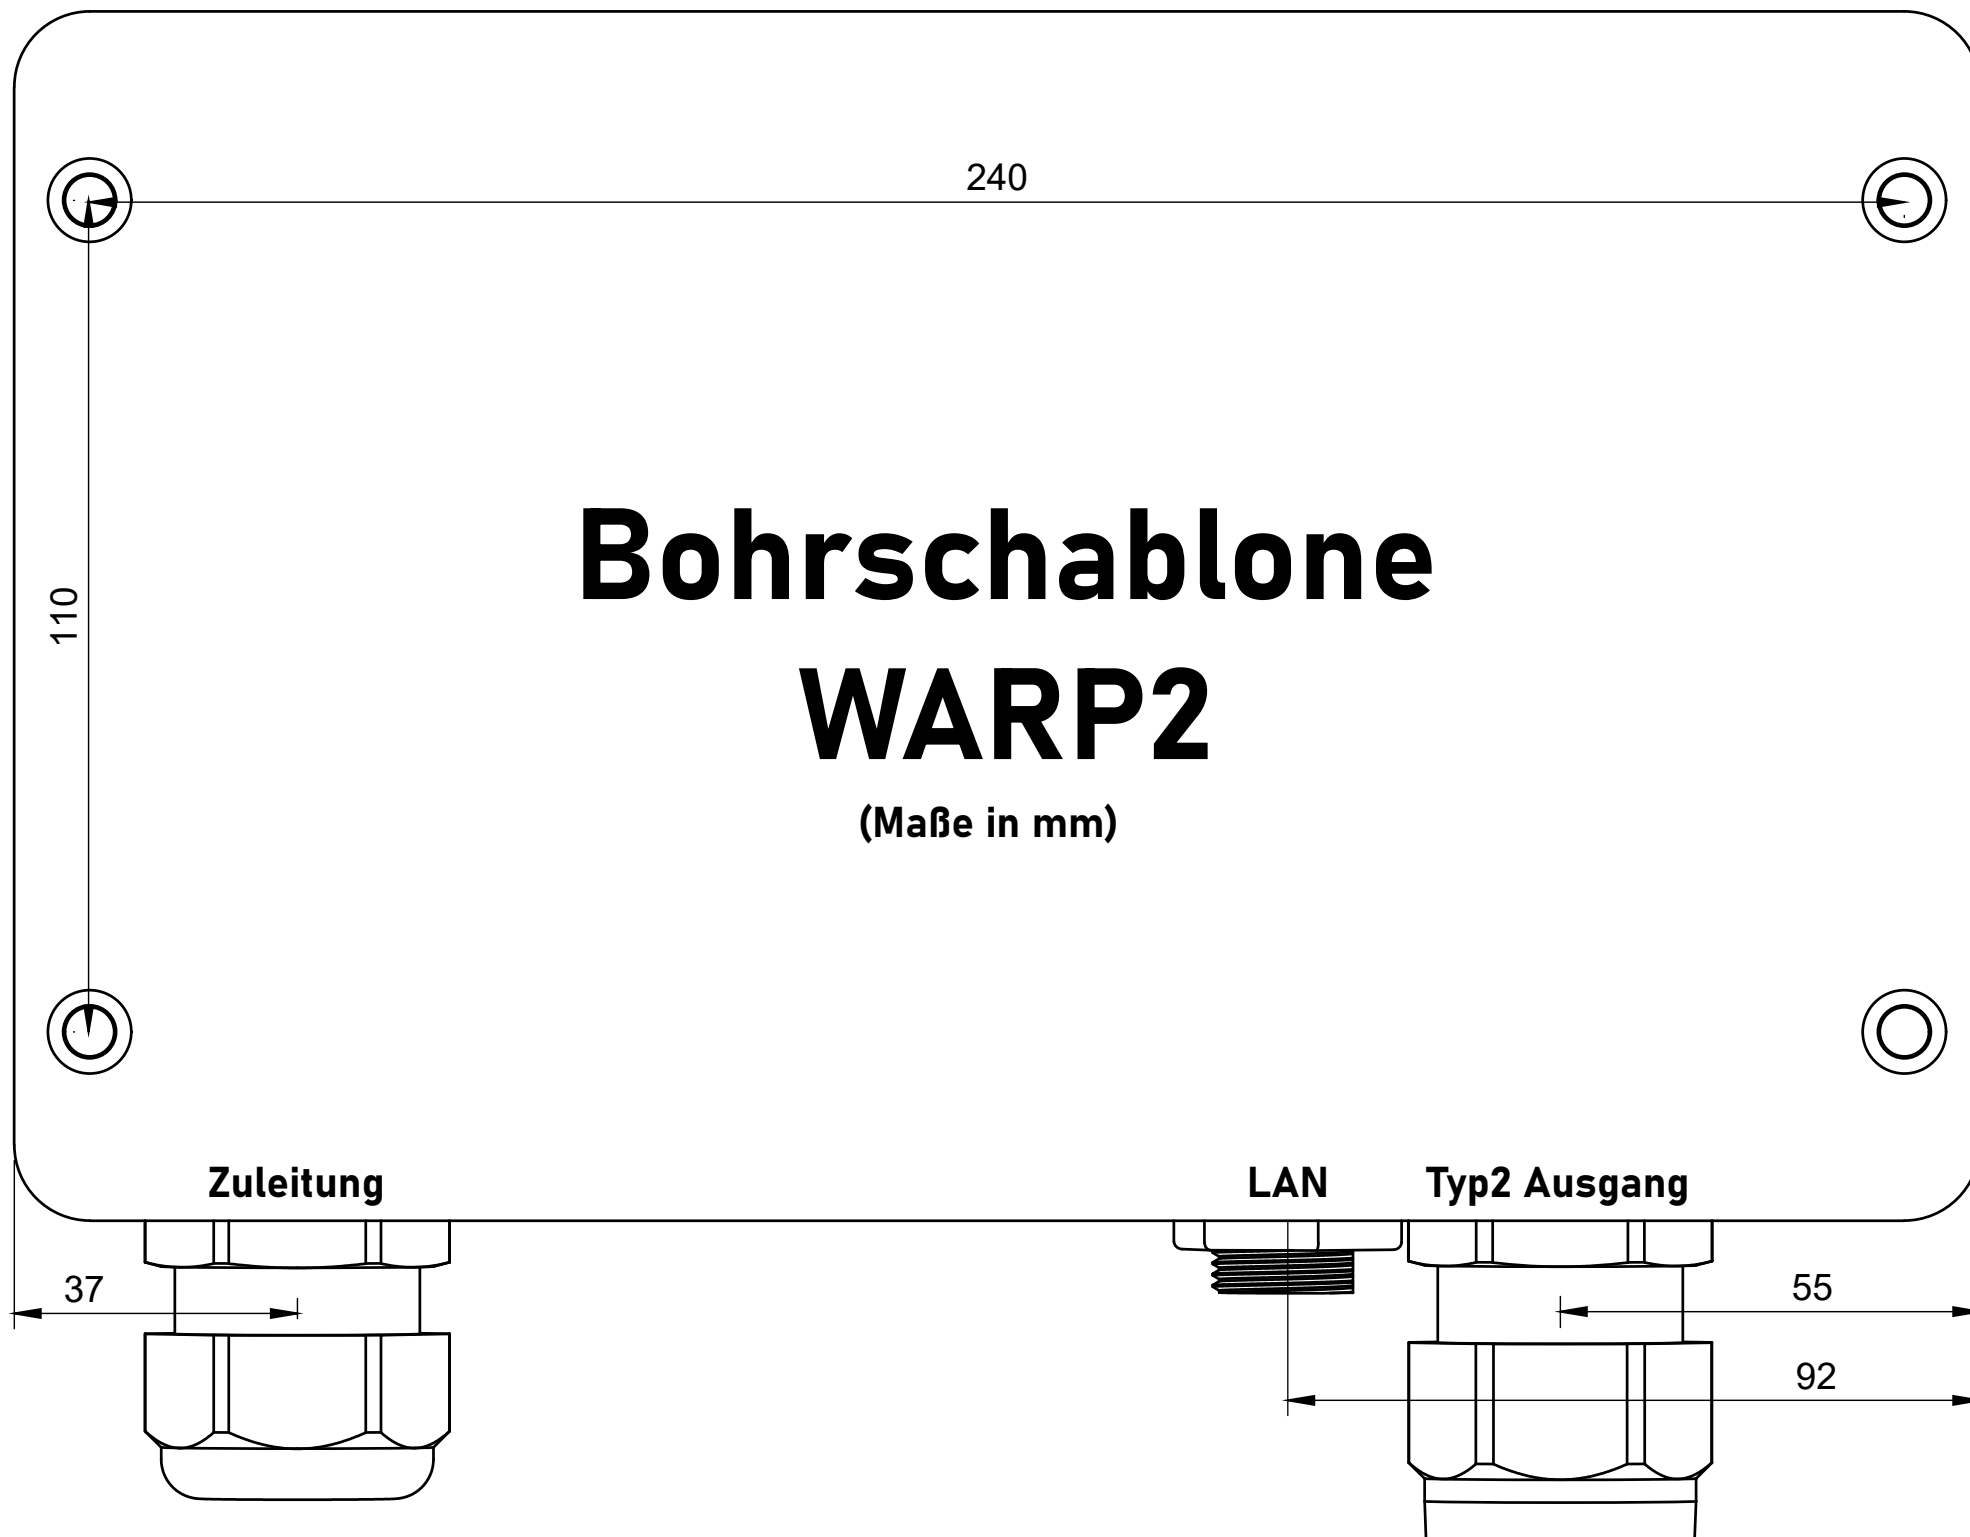 240
110
Bohrschablone
WARP2
(Maße in mm)
Zuleitung
LAN
Typ2 Ausgang
37
55
92